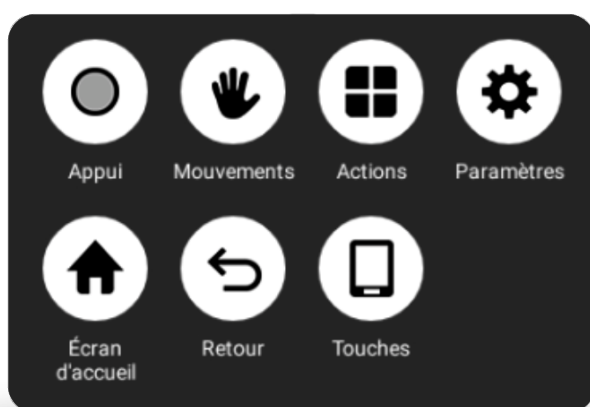 Appui
Mouvements
Actions
Paramètres
Écran
d'accueil
Retour
Touches